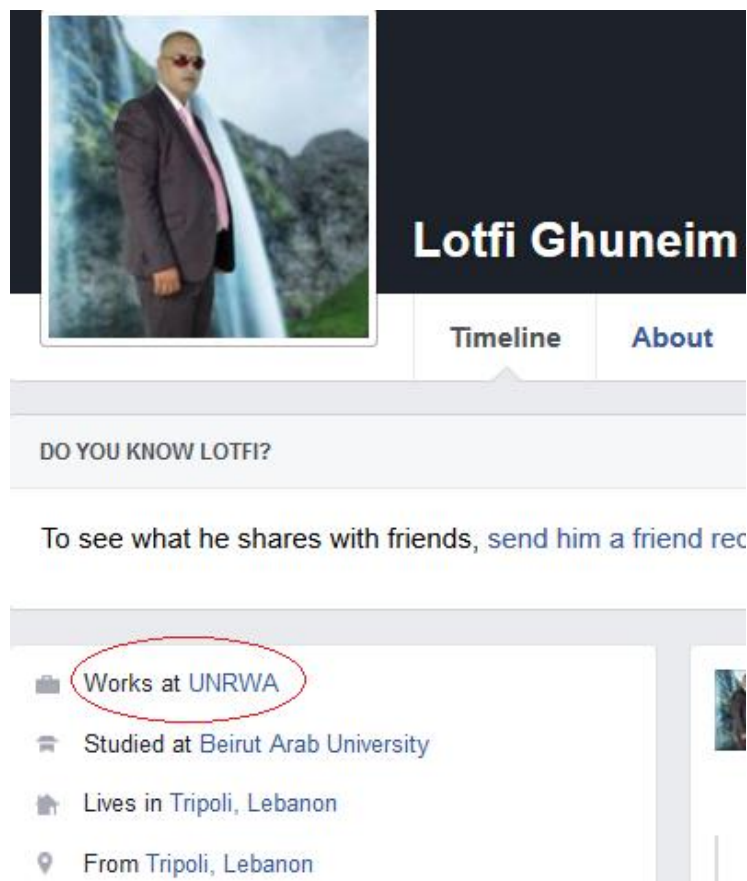 Lotfi Ghuneim
Timeline About
DO YOU KNOW LOTFI?
To see what he shares with friends, send him a friend
Works at UNRWA
Studied at Beirut Arab University
Lives in Tripoli, Lebanon
From Tripoli, Lebanon